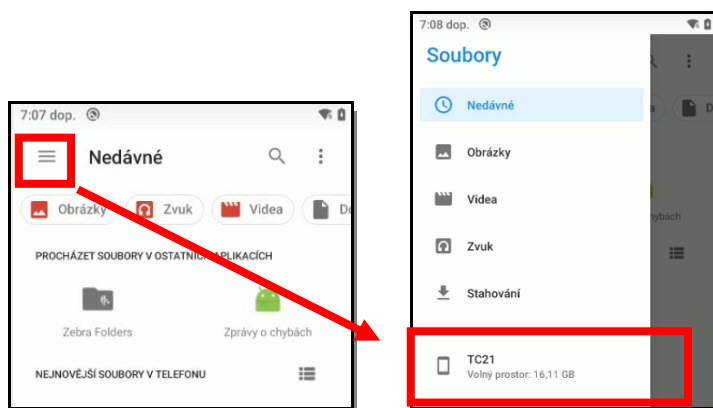 7:07 dop.
Nedávné
Obrázky Zvuk Videa
PROCHÁZET SOUBORY V OSTATNÍCH APLIKACÍCH
Zebra Folders Zprávy o chybách
NEJNOVĚJŠÍ SOUBORY V TELEFONU
7:08 dop.
Soubory
Nedávné
Obrázky
Videa
Zvuk
Stahování
TC21
Volný prostor: 16,11 GB